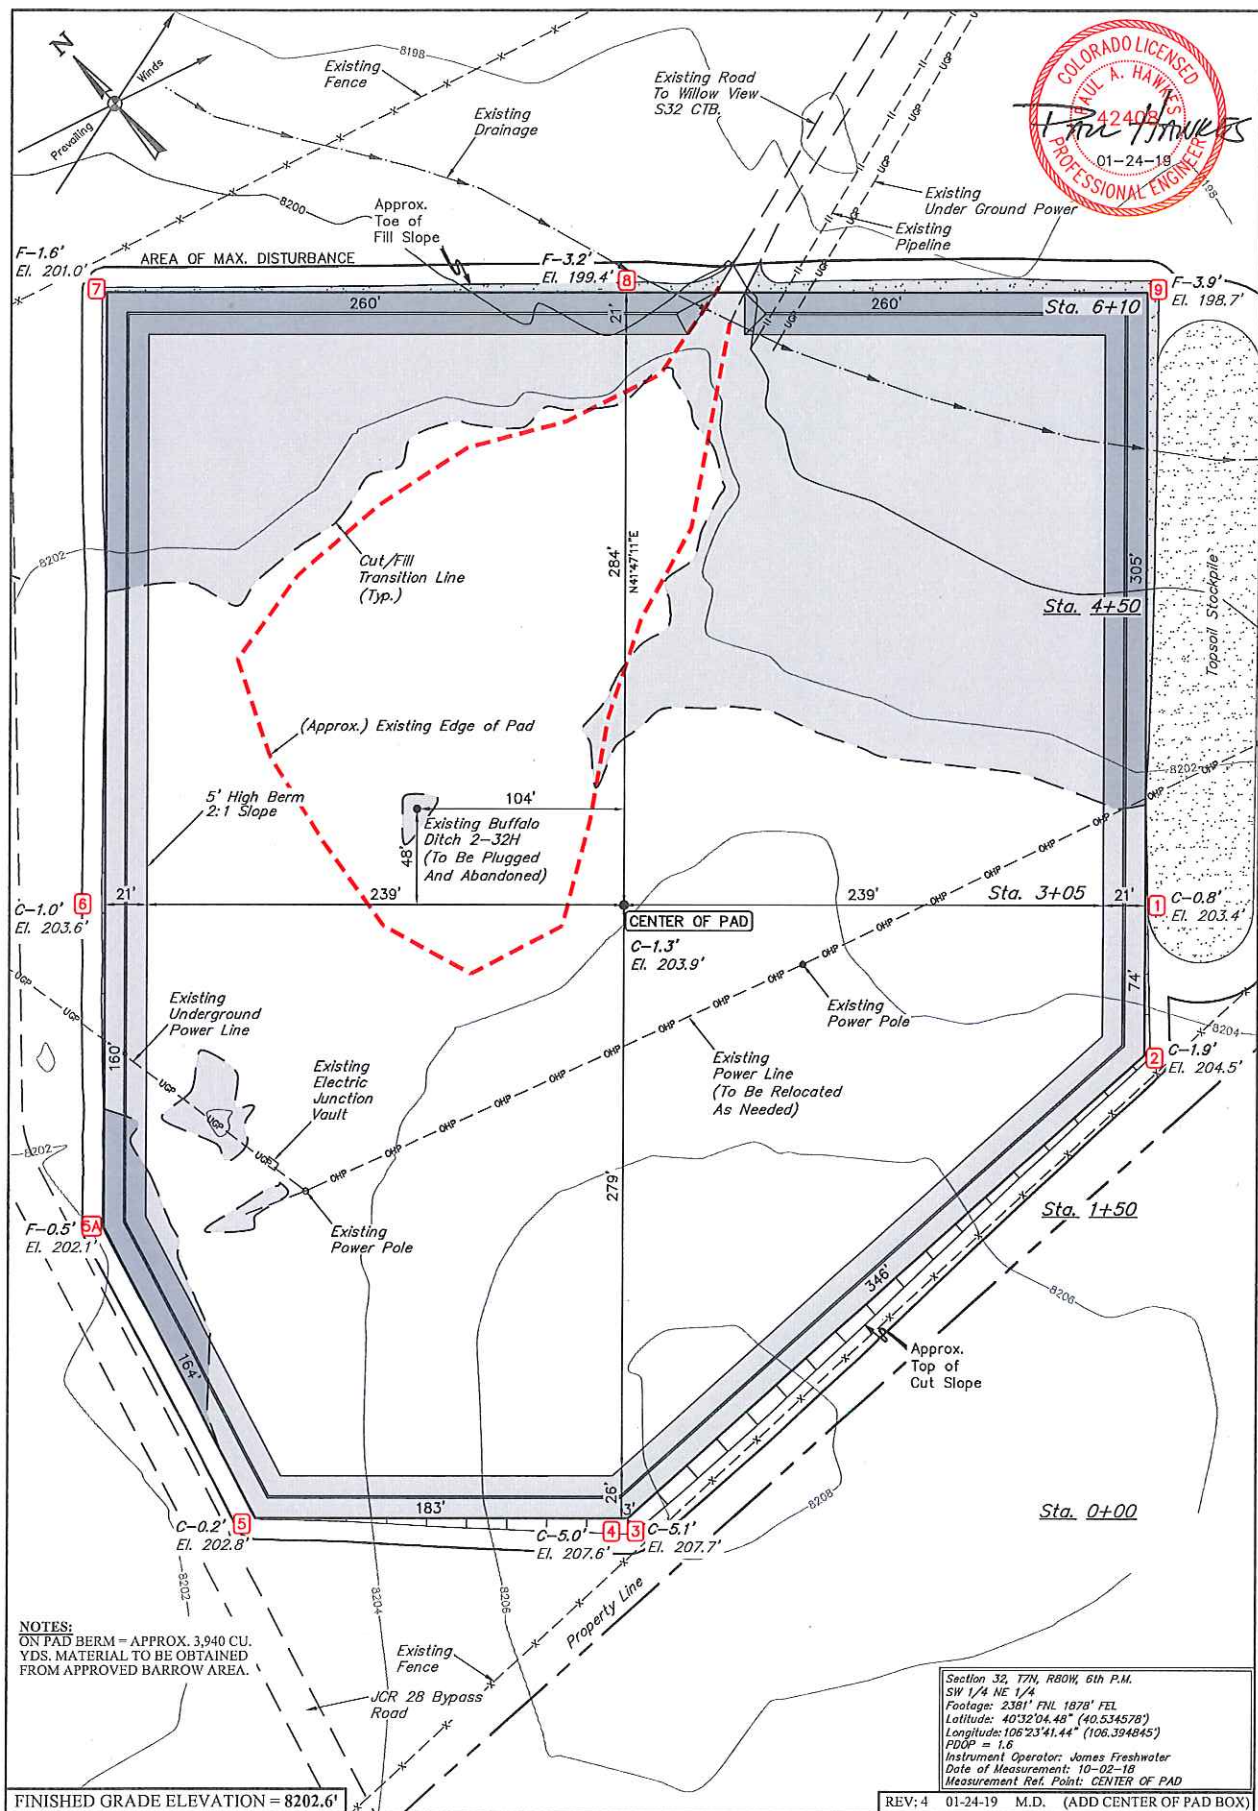 N
Winds
Prevailing
8198
Existing
Fence
Existing
Drainage
Existing Road
To Willow View
S32 CTB.
UGP
UGP
UGP
COLORADO LICENSED
PAUL A. HAWKES
42408
Paul Hawkes
01-24-19
PROFESSIONAL ENGINEER
8198
Existing
Under Ground Power
Existing
Pipeline
8200
Approx.
Toe of
Fill Slope
F-1.6'
El. 201.0'
AREA OF MAX. DISTURBANCE
F-3.2'
El. 199.4'
F-3.9'
El. 198.7'
7
8
9
260'
260'
21'
Sta. 6+10
8202
Cut/Fill
Transition Line
(Typ.)
284'
N41°47'11"E
305'
Sta. 4+50
Topsoil Stockpile
(Approx.) Existing Edge of Pad
8202
5' High Berm
2:1 Slope
104'
48'
Existing Buffalo
Ditch 2-32H
(To Be Plugged
And Abandoned)
OHP
21'
239'
239'
Sta. 3+05
21'
C-1.0'
El. 203.6'
6
1
C-0.8'
El. 203.4'
CENTER OF PAD
C-1.3'
El. 203.9'
UGP
UGP
Existing
Underground
Power Line
Existing
Power Pole
74'
8204
160'
Existing
Electric
Junction
Vault
Existing
Power Line
(To Be Relocated
As Needed)
2
C-1.9'
El. 204.5'
UGP
UGP
UGP
OHP
8202
279'
F-0.5'
El. 202.1'
5A
Existing
Power Pole
Sta. 1+50
346'
8206
164'
Approx.
Top of
Cut Slope
183'
26'
3'
8208
Sta. 0+00
C-0.2'
El. 202.8'
5
C-5.0'
El. 207.6'
4
3
C-5.1'
El. 207.7'
8202
8204
8206
Property Line
NOTES:
ON PAD BERM = APPROX. 3,940 CU.
YDS. MATERIAL TO BE OBTAINED
FROM APPROVED BARROW AREA.
Existing
Fence
JCR 28 Bypass
Road
Section 32, T7N, R80W, 6th P.M.
SW 1/4 NE 1/4
Footage: 2381' FNL 1878' FEL
Latitude: 40°32'04.48" (40.534578°)
Longitude: 106°23'41.44" (106.394845°)
PDOP = 1.6
Instrument Operator: James Freshwater
Date of Measurement: 10-02-18
Measurement Ref. Point: CENTER OF PAD
FINISHED GRADE ELEVATION = 8202.6'
REV: 4 01-24-19 M.D. (ADD CENTER OF PAD BOX)